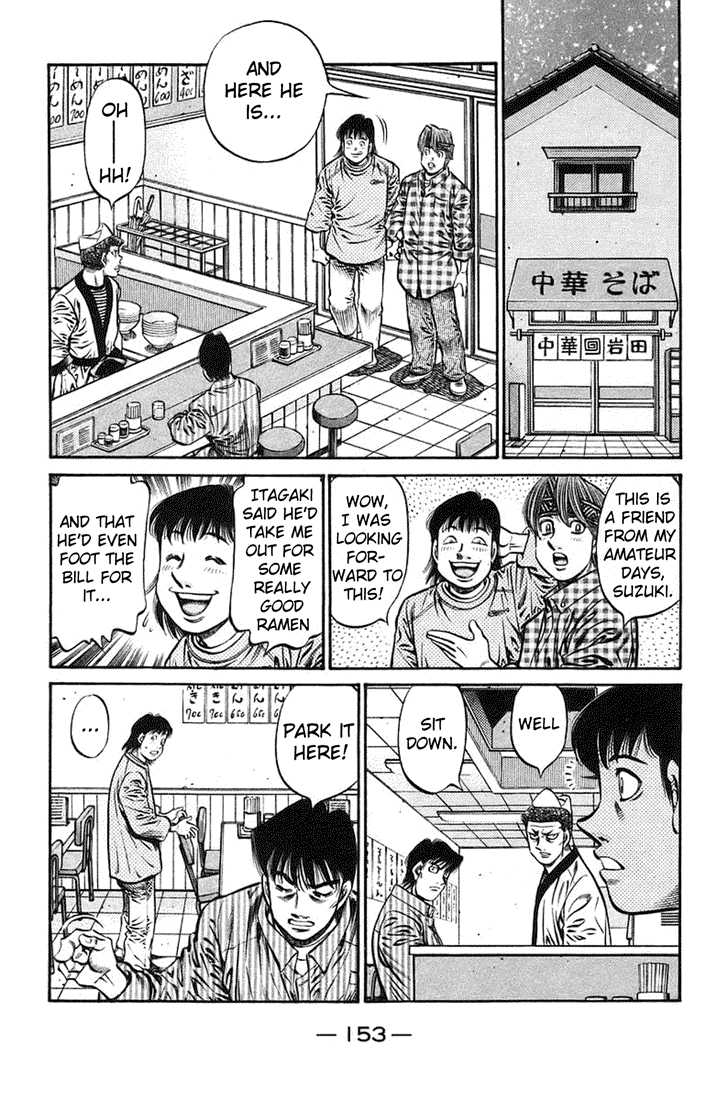 中華そば
中華 回 岩田
AND
HERE HE
IS...
OH
—
HH!
THIS IS
A FRIEND
FROM MY
AMATEUR
DAYS,
SUZUKI.
WOW,
I WAS
LOOKING
FOR-
WARD TO
THIS!
ITAGAKI
SAID HE'D
TAKE ME
OUT FOR
SOME
REALLY
GOOD
RAMEN
AND THAT
HE'D EVEN
FOOT THE
BILL FOR
IT...
WELL
SIT
DOWN.
PARK IT
HERE!
...
— 153 —